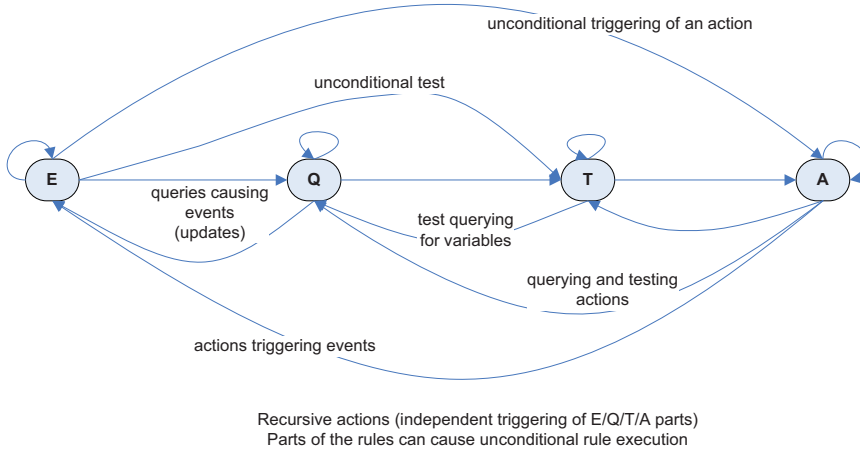 unconditional triggering of an action
unconditional test
E
Q
T
A
queries causing
events
(updates)
test querying
for variables
querying and testing
actions
actions triggering events
Recursive actions (independent triggering of E/Q/T/A parts)
Parts of the rules can cause unconditional rule execution